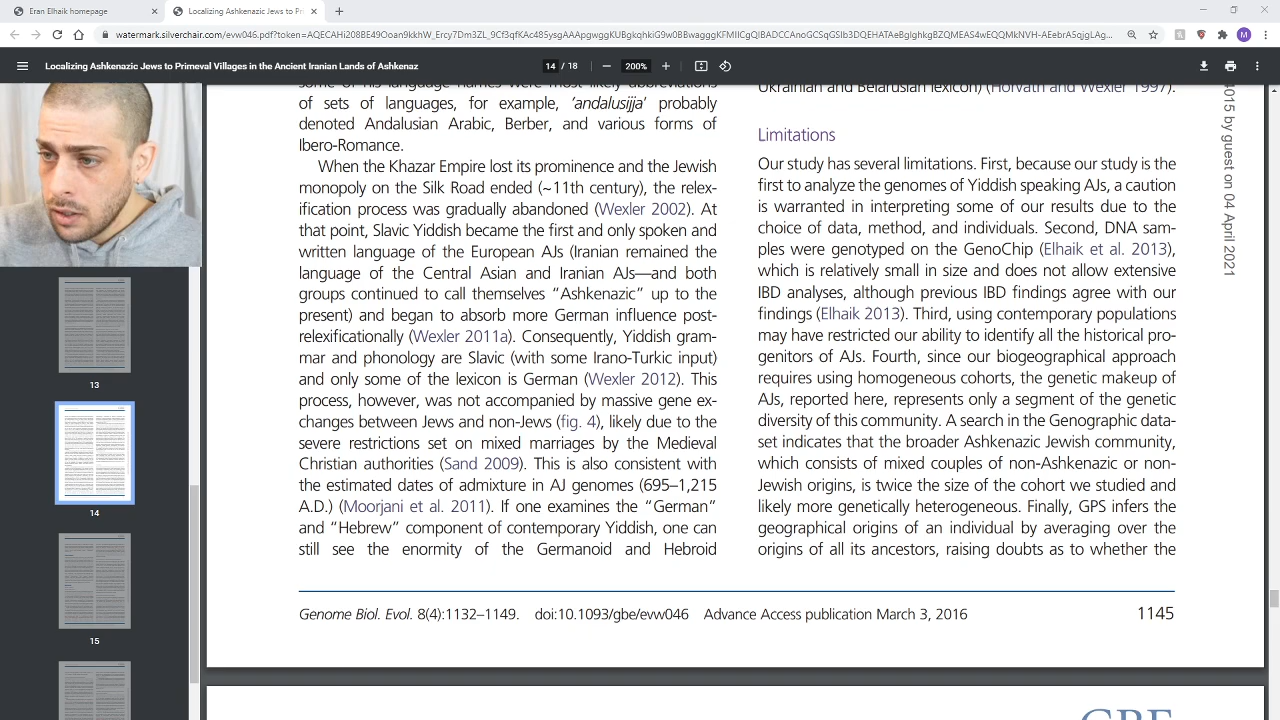 Eran Elhaik homepage
Localizing Ashkenazic Jews to Pri
watermark.silverchair.com/evw046.pdf?token=
Localizing Ashkenazic Jews to Primeval Villages in the Ancient Iranian Lands of Ashkenaz
14 / 18
200%
M
13
14
15
some of his language names were most likely abbreviations
of sets of languages, for example, 'andalusijja' probably
denoted Andalusian Arabic, Berber, and various forms of
Ibero-Romance.
When the Khazar Empire lost its prominence and the Jewish
monopoly on the Silk Road ended (~11th century), the relex-
ification process was gradually abandoned (Wexler 2002). At
that point, Slavic Yiddish became the first and only spoken and
written language of the European AJs (Iranian remained the
language of the Central Asian and Iranian AJs—and both
groups continued to call themselves "Ashkenazic" up to the
present) and began to absorb some German influence post-
relexificationally (Wexler 2011). Consequently, Yiddish gram-
mar and phonology are Slavic (with some Irano-Turkic input)
and only some of the lexicon is German (Wexler 2012). This
process, however, was not accompanied by massive gene ex-
change between AJs and non-Jews (fig. 4), likely due to the
severe restrictions set on mixed marriages by the Medieval
Christian authorities (Sand 2009). These events coincide with
the estimated dates of admixture in AJ genomes (695–1,215
A.D.) (Moorjani et al. 2011). If one examines the "German"
and "Hebrew" component of contemporary Yiddish, one can
still see the enormity of the Germanoid and Hebroid
Ukrainian and Belarusian lexicon) (Horvath and Wexler 1997).
Limitations
Our study has several limitations. First, because our study is the
first to analyze the genomes of Yiddish speaking AJs, a caution
is warranted in interpreting some of our results due to the
choice of data, method, and individuals. Second, DNA sam-
ples were genotyped on the GenoChip (Elhaik et al. 2013),
which is relatively small in size and does not allow extensive
IBD analyses, although previous IBD findings agree with our
findings (Elhaik 2013). Third, using contemporary populations
may have restricted our ability to identify all the historical pro-
genitors of AJs. Fourth, since our biogeographical approach
requires using homogeneous cohorts, the genetic makeup of
AJs, reported here, represents only a segment of the genetic
diversity of the community. A search in the Genographic data-
set indicates that the broader Ashkenazic Jewish community,
which consists of mixed individuals of non-Ashkenazic or non-
Jewish origins, is twice the size of the cohort we studied and
likely more genetically heterogeneous. Finally, GPS infers the
geographical origins of an individual by averaging over the
origins of all its ancestors, raising doubts as to whether the
4015 by guest on 04 April 2021
Genome Biol. Evol. 8(4):1132–1149. doi:10.1093/gbe/evw046 Advance Access publication March 3, 2016
1145
GBE